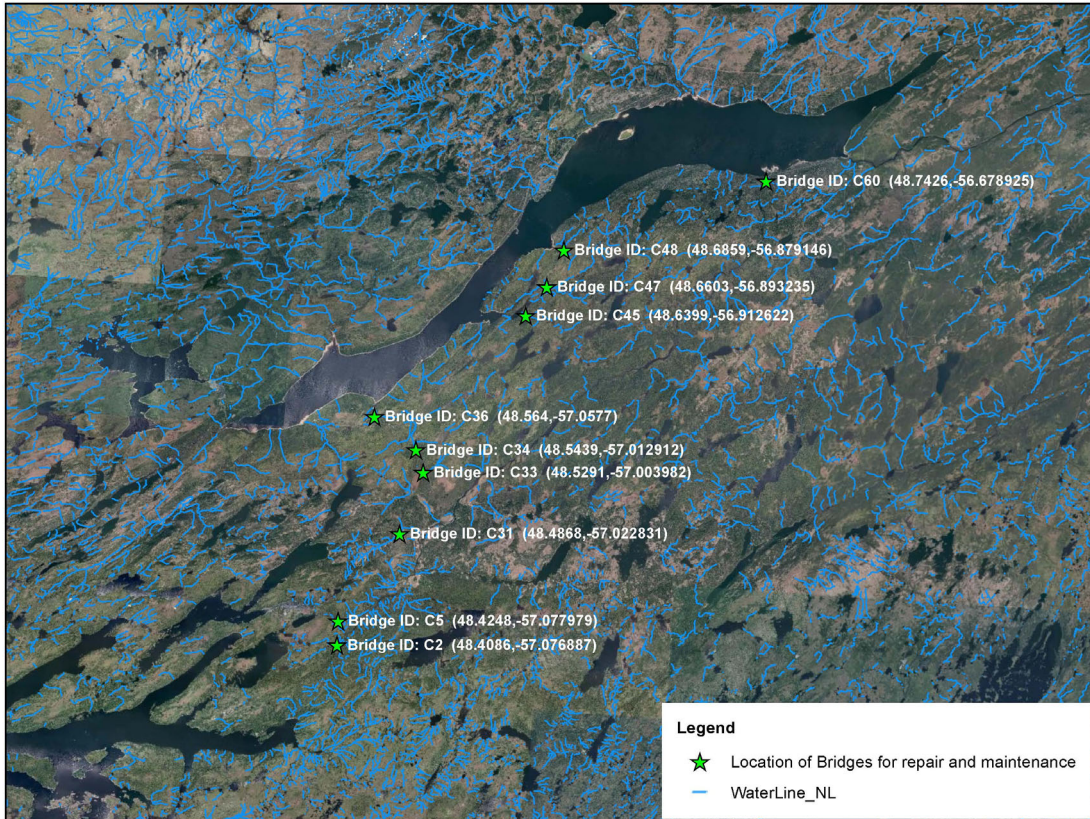 Bridge ID: C60 (48.7426,-56.678925)
Bridge ID: C48 (48.6859,-56.879146)
Bridge ID: C47 (48.6603,-56.893235)
Bridge ID: C45 (48.6399,-56.912622)
Bridge ID: C36 (48.564,-57.0577)
Bridge ID: C34 (48.5439,-57.012912)
Bridge ID: C33 (48.5291,-57.003982)
Bridge ID: C31 (48.4868,-57.022831)
Bridge ID: C5 (48.4248,-57.077979)
Bridge ID: C2 (48.4086,-57.076887)
Legend
Location of Bridges for repair and maintenance
WaterLine_NL